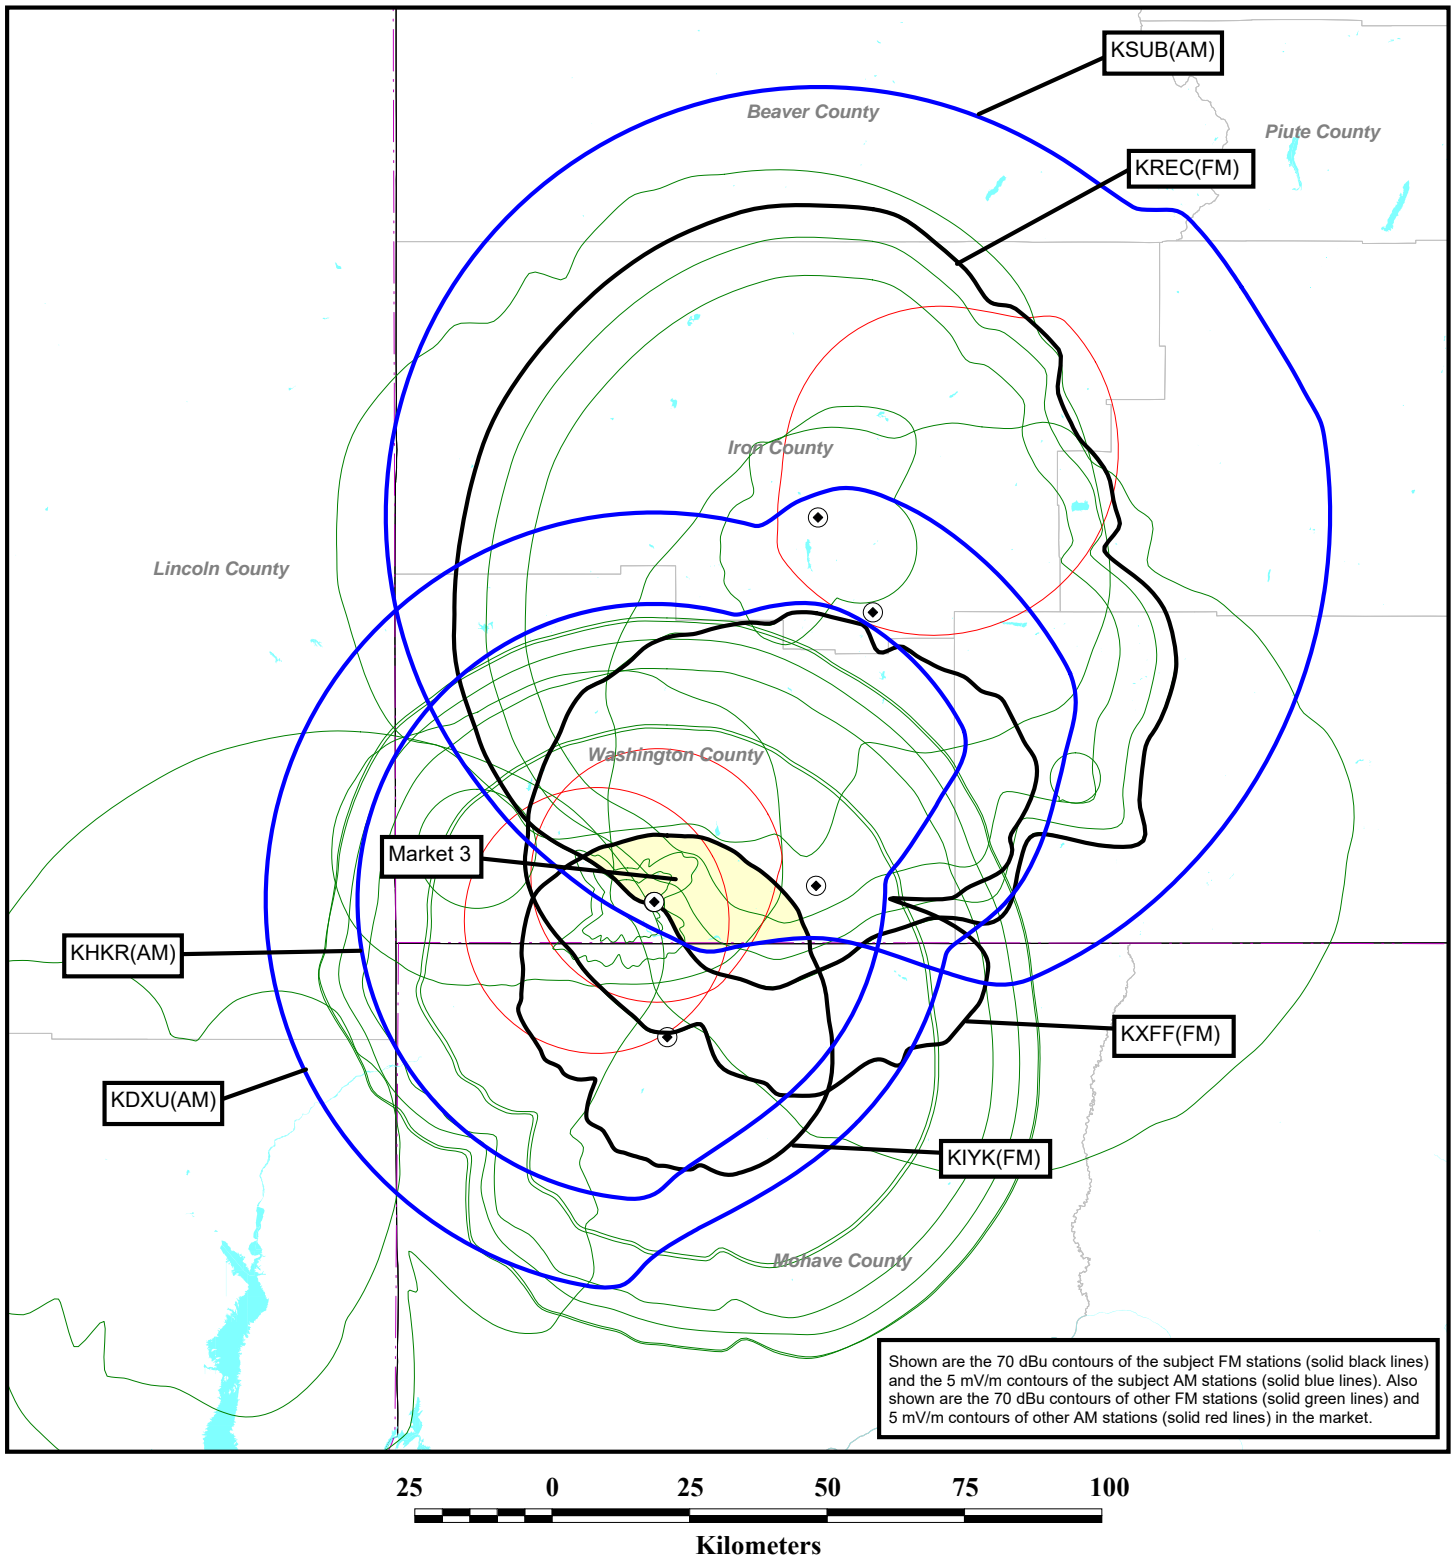 KSUB(AM)
Beaver County
Piute County
KREC(FM)
Iron County
Lincoln County
Washington County
Market 3
KHKR(AM)
KXFF(FM)
KDXU(AM)
KIYK(FM)
Mohave County
Shown are the 70 dBu contours of the subject FM stations (solid black lines)
and the 5 mV/m contours of the subject AM stations (solid blue lines). Also
shown are the 70 dBu contours of other FM stations (solid green lines) and
5 mV/m contours of other AM stations (solid red lines) in the market.
25 0 25 50 75 100
Kilometers